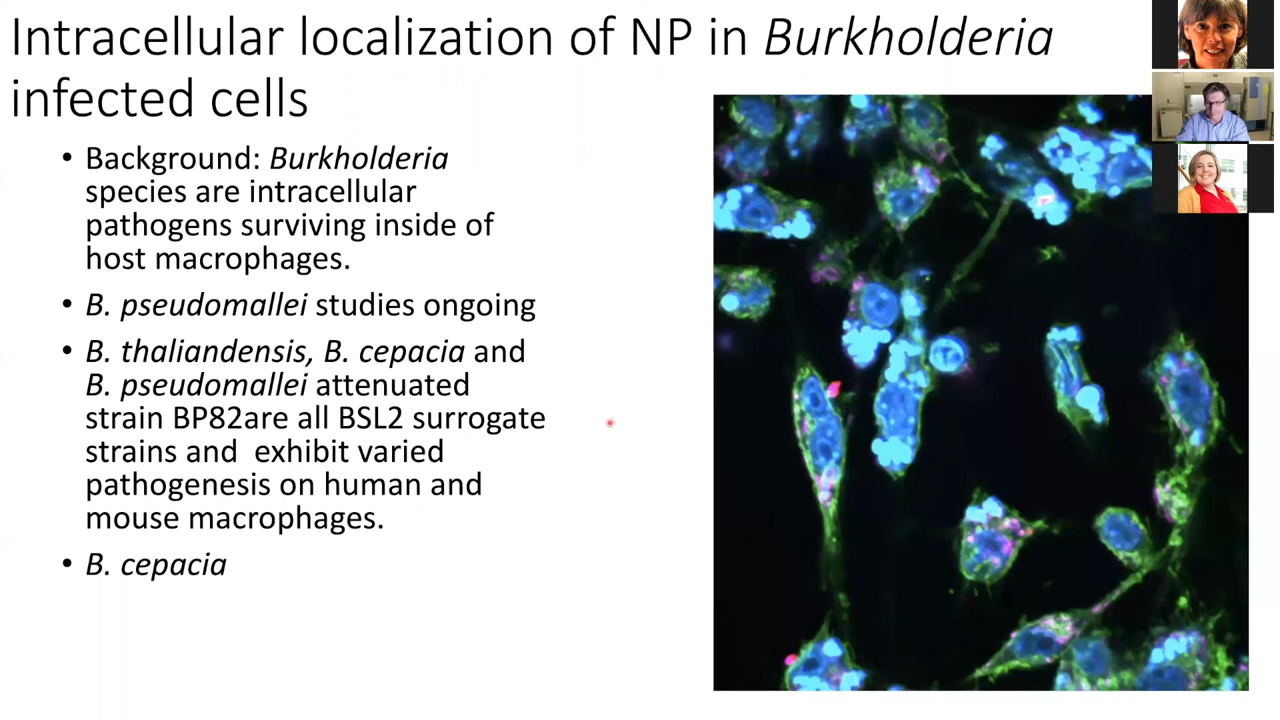 Intracellular localization of NP in Burkholderia
infected cells
• Background: Burkholderia
species are intracellular
pathogens surviving inside of
host macrophages.
• B. pseudomallei studies ongoing
• B. thaliandensis, B. cepacia and
B. pseudomallei attenuated
strain BP82are all BSL2 surrogate
strains and  exhibit varied
pathogenesis on human and
mouse macrophages.
• B. cepacia